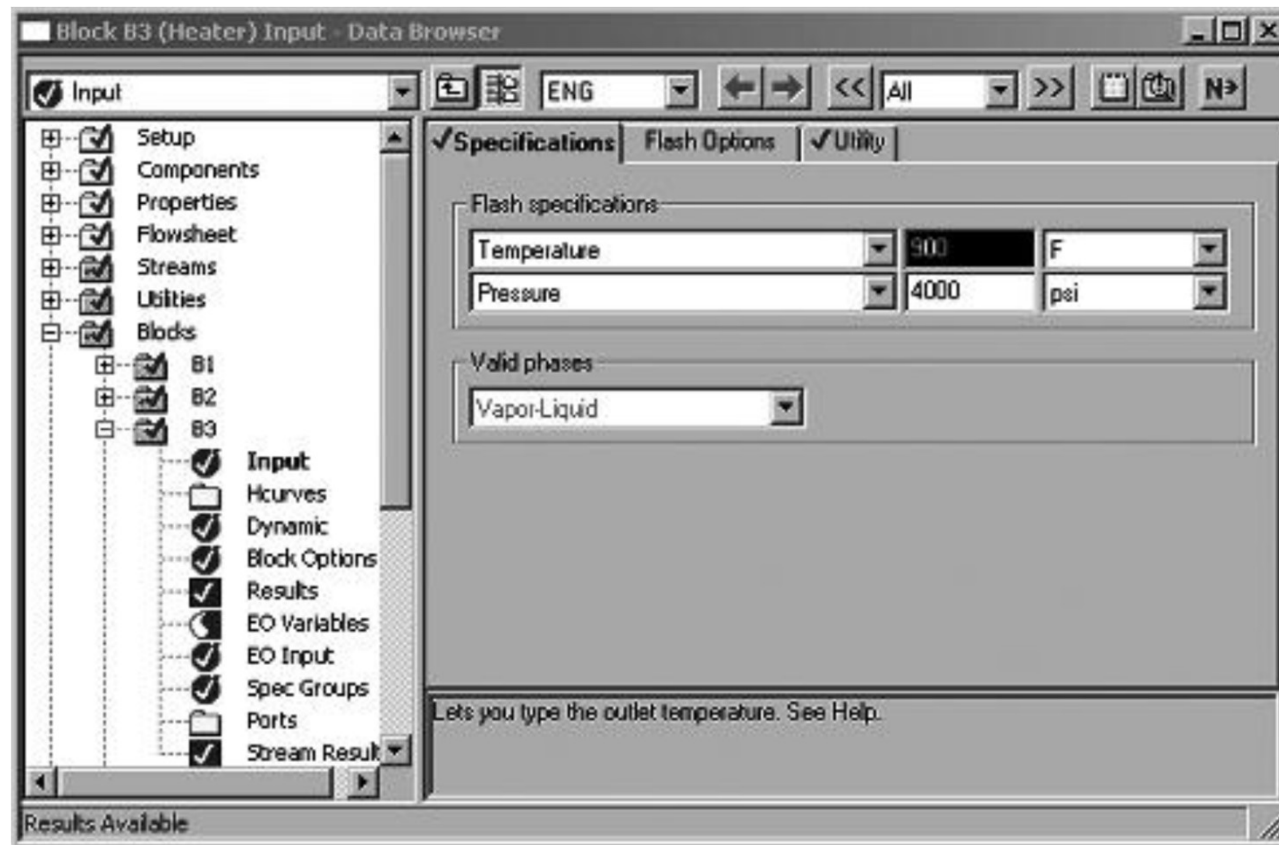 Block B3 (Heater) Input - Data Browser
Input
ENG
<<
All
>>
N
Setup
Components
Properties
Flowsheet
Streams
Utilities
Blocks
B1
B2
B3
Input
Hcurves
Dynamic
Block Options
Results
EO Variables
EO Input
Spec Groups
Ports
Stream Result
Specifications Flash Options Utility
Flash specifications
Temperature 900 F
Pressure 4000 psi
Valid phases
Vapor-Liquid
Lets you type the outlet temperature. See Help.
Results Available